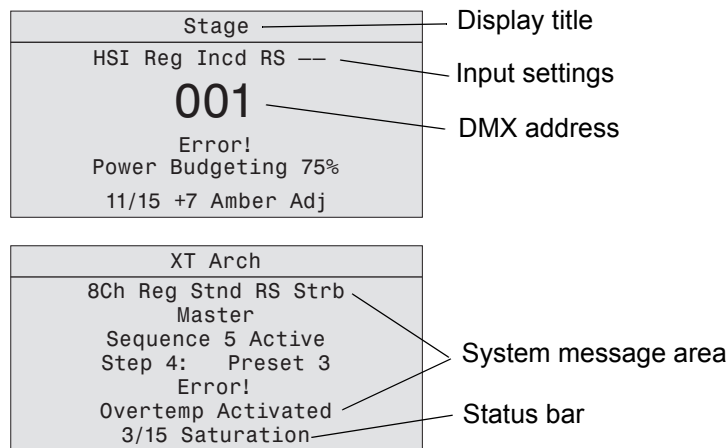 Stage
Display title
HSI Reg Incd RS ––
Input settings
001
DMX address
Error!
Power Budgeting 75%
11/15 +7 Amber Adj
XT Arch
8Ch Reg Stnd RS Strb
Master
Sequence 5 Active
Step 4: Preset 3
System message area
Error!
Overtemp Activated
Status bar
3/15 Saturation